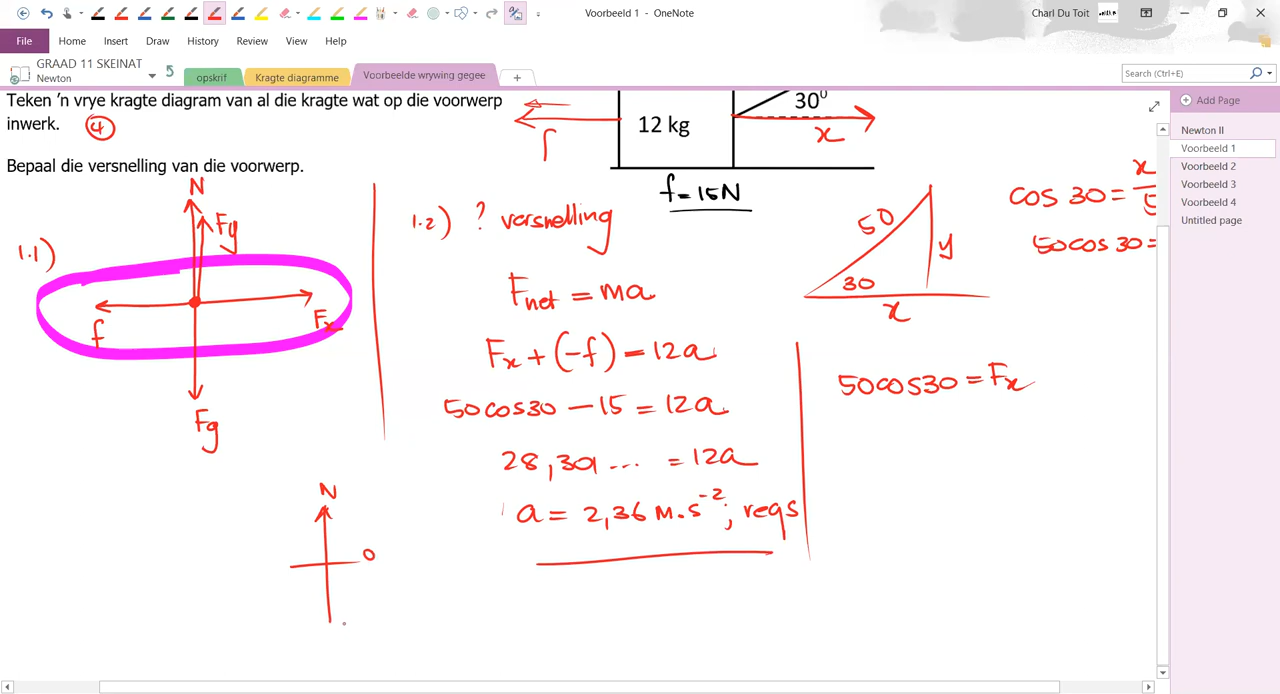 Voorbeeld 1 - OneNote
Charl Du Toit
File Home Insert Draw History Review View Help
GRAAD 11 SKEINAT
Newton
opskrif
Kragte diagramme
Voorbeelde wrywing gegee
Search (Ctrl+E)
Add Page
Newton II
Voorbeeld 1
Voorbeeld 2
Voorbeeld 3
Voorbeeld 4
Untitled page
Teken 'n vrye kragte diagram van al die kragte wat op die voorwerp
inwerk.
4
Bepaal die versnelling van die voorwerp.
f
12 kg
30⁰
x
f = 15N
1.1)
N
Fy
f
Fx
Fg
1.2) ? versnelling
Fnet = ma
Fx + (-f) = 12a
50cos30 - 15 = 12a
28,301 ... = 12a
a = 2,36 m.s⁻²; regs
50
y
30
x
cos 30 = x
50cos 30 =
50cos30 = Fx
N
O